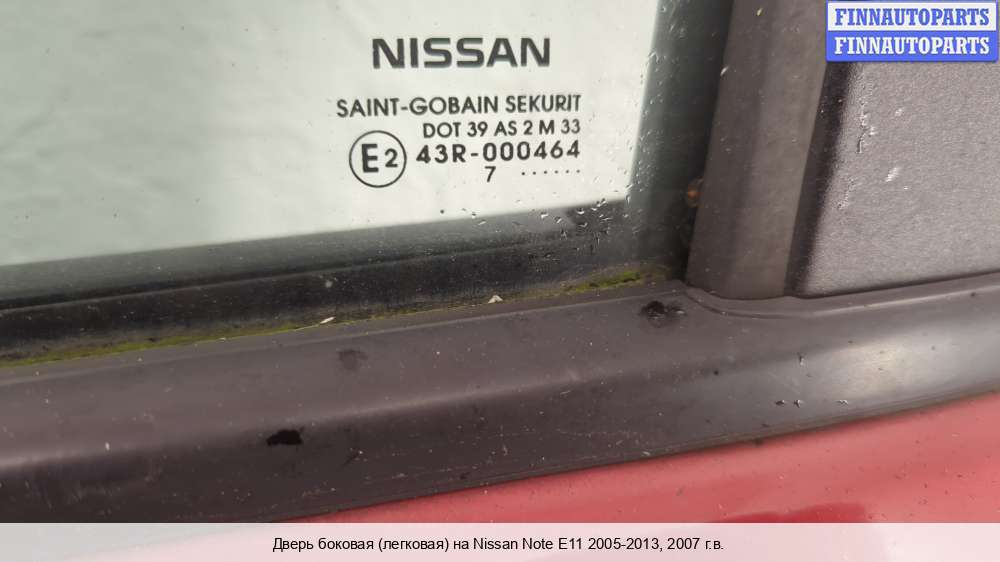 FINNAUTOPARTS
FINNAUTOPARTS
NISSAN
SAINT-GOBAIN SEKURIT
DOT 39 AS 2 M 33
E2 43R-000464
7 ······
Дверь боковая (легковая) на Nissan Note E11 2005-2013, 2007 г.в.